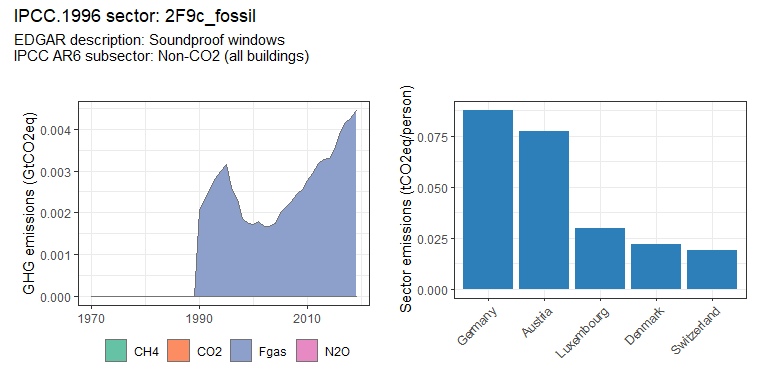 IPCC.1996 sector: 2F9c_fossil
EDGAR description: Soundproof windows
IPCC AR6 subsector: Non-CO2 (all buildings)
GHG emissions (GtCO2eq)
0.004
0.003
0.002
0.001
0.000
1970
1990
2010
CH4
CO2
Fgas
N2O
Sector emissions (tCO2eq/person)
0.075
0.050
0.025
0.000
Germany
Austria
Luxembourg
Denmark
Switzerland